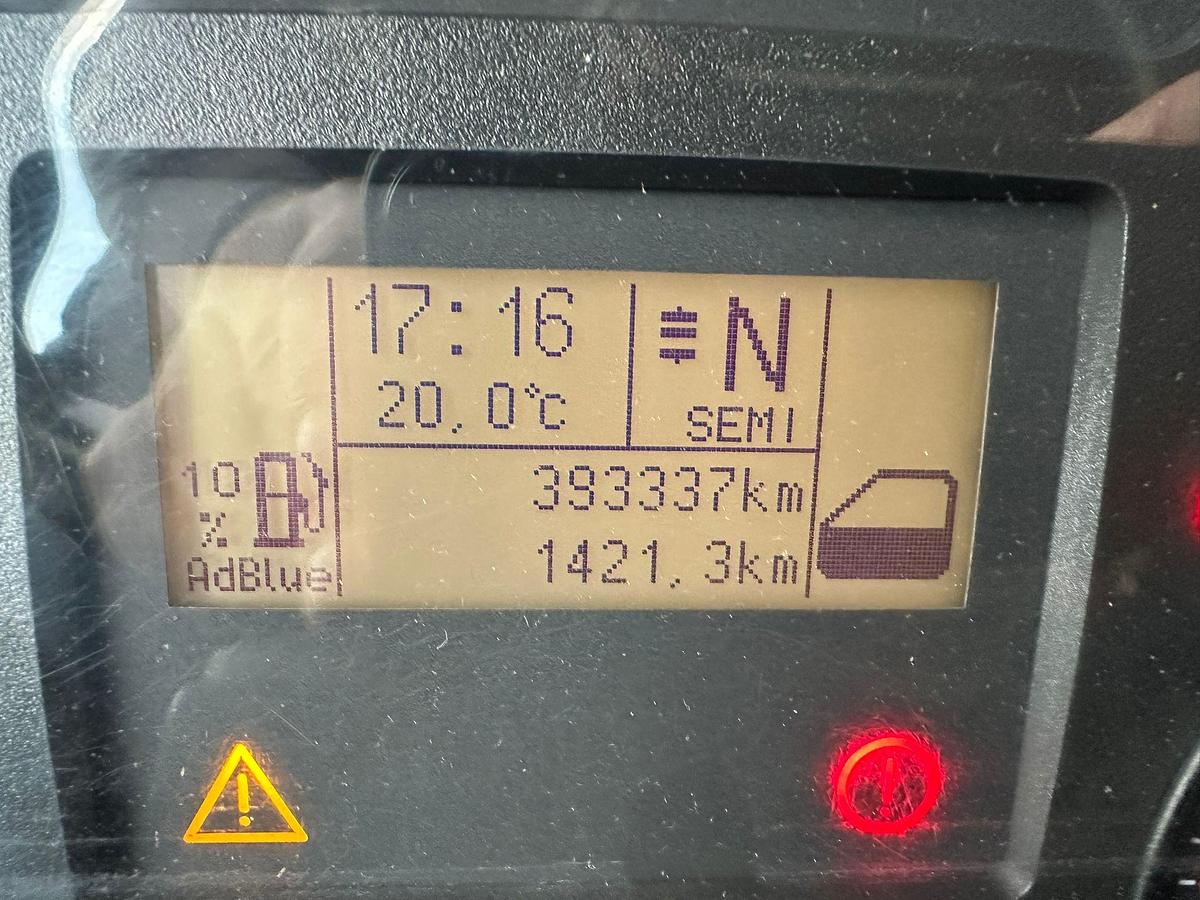 17:16
N
20,0°C
SEMI
10
%
AdBlue
393337km
1421,3km